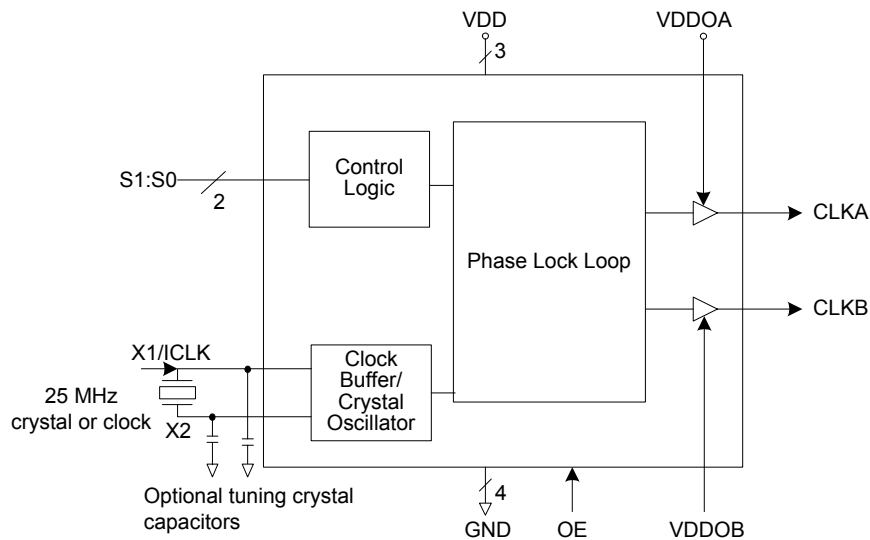 VDD
VDDOA
3
S1:S0
2
Control
Logic
CLKA
Phase Lock Loop
CLKB
X1/ICLK
25 MHz
crystal or clock
X2
Clock
Buffer/
Crystal
Oscillator
Optional tuning crystal
capacitors
4
GND
OE
VDDOB